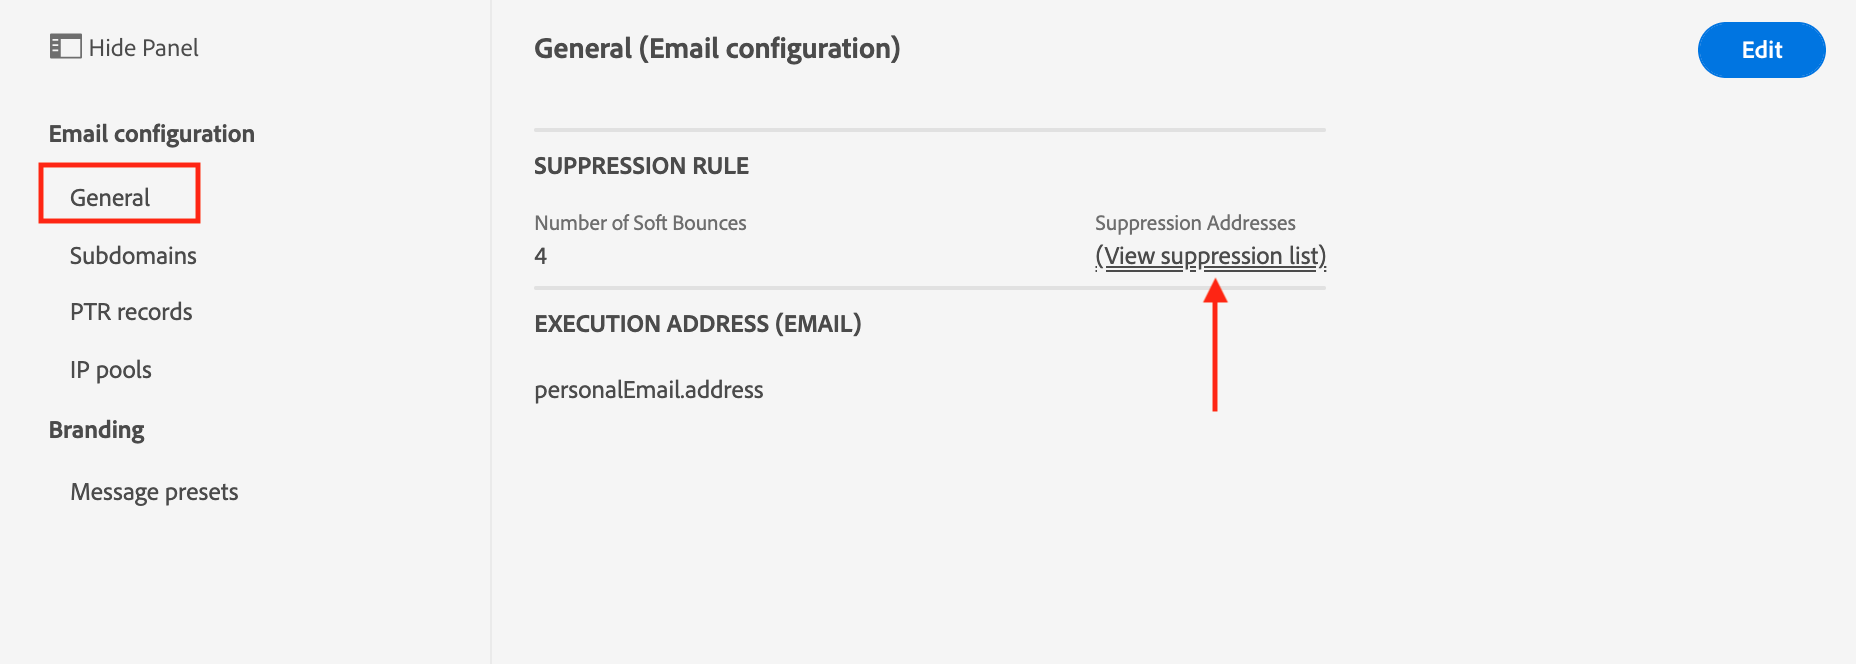 Hide Panel
Email configuration
General
Subdomains
PTR records
IP pools
Branding
Message presets
General (Email configuration)
Edit
SUPPRESSION RULE
Number of Soft Bounces
4
Suppression Addresses
(View suppression list)
EXECUTION ADDRESS (EMAIL)
personalEmail.address